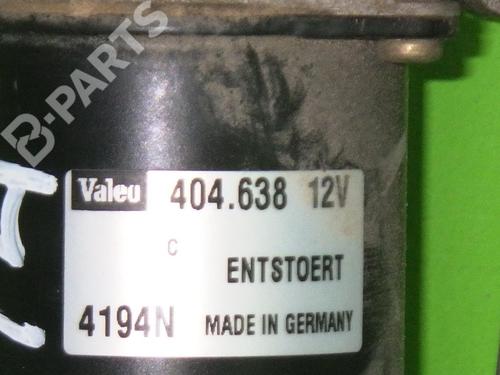 B-PARTS
Valeo 404.638 12V
C
ENTSTOERT
4194N MADE IN GERMANY